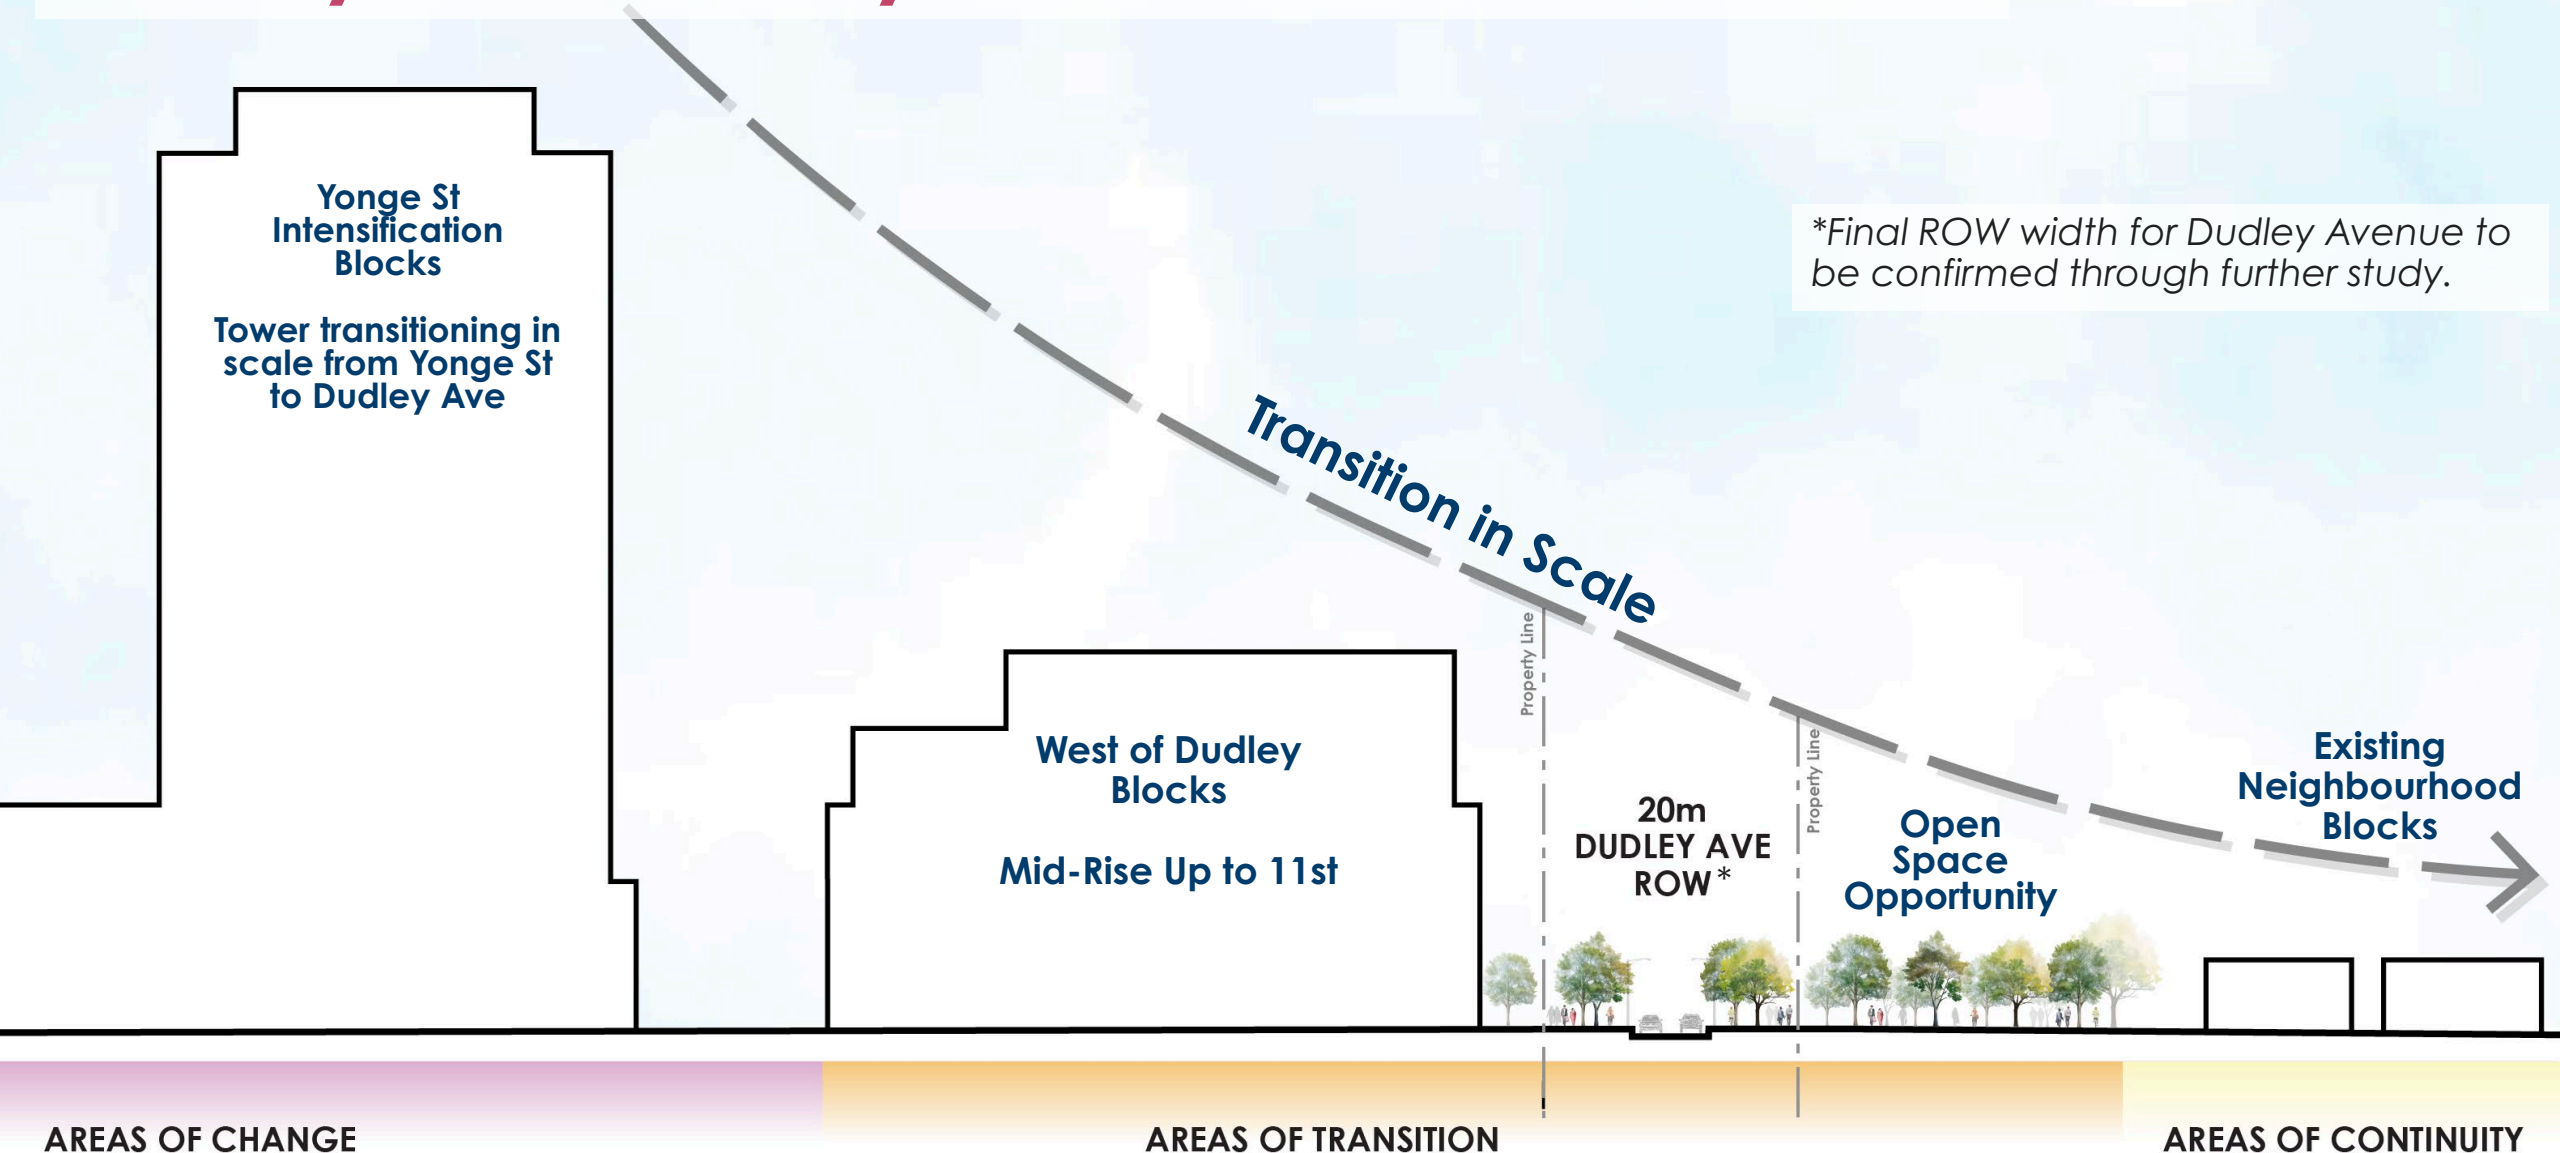 Yonge St
Intensification
Blocks
Tower transitioning in
scale from Yonge St
to Dudley Ave
*Final ROW width for Dudley Avenue to
be confirmed through further study.
Transition in Scale
Property Line
Property Line
West of Dudley
Blocks
Mid-Rise Up to 11st
20m
DUDLEY AVE
ROW*
Open
Space
Opportunity
Existing
Neighbourhood
Blocks
AREAS OF CHANGE
AREAS OF TRANSITION
AREAS OF CONTINUITY